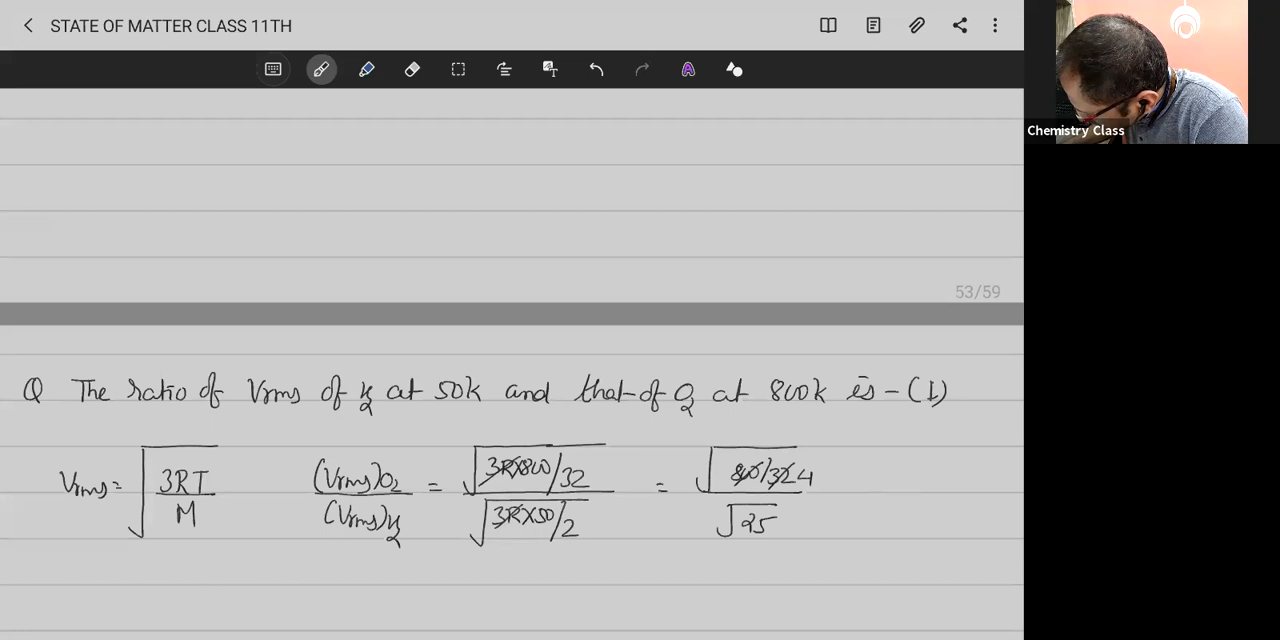 STATE OF MATTER CLASS 11TH
Chemistry Class
53/59
Q The ratio of Vrms of H2 at 50K and that of O2 at 800K is - (1)
Vrms = √(3RT/M) (Vrms)O2/(Vrms)H2 = √(3R×800/32)/√(3R×50/2) = √(800/32 4)/√25